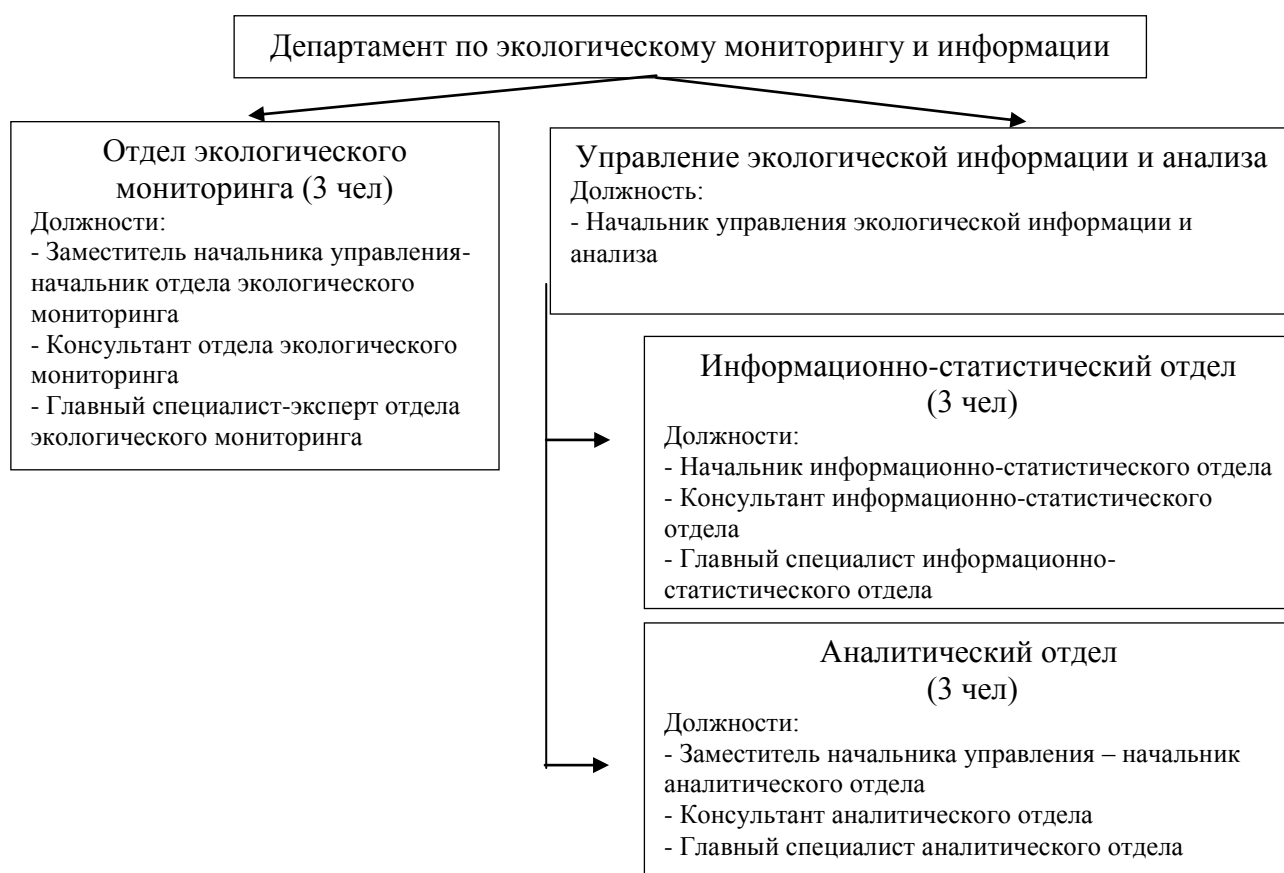 Департамент по экологическому мониторингу и информации
Отдел экологического
мониторинга (3 чел)
Должности:
- Заместитель начальника управления-
начальник отдела экологического
мониторинга
- Консультант отдела экологического
мониторинга
- Главный специалист-эксперт отдела
экологического мониторинга
Управление экологической информации и анализа
Должность:
- Начальник управления экологической информации и
анализа
Информационно-статистический отдел
(3 чел)
Должности:
- Начальник информационно-статистического отдела
- Консультант информационно-статистического
отдела
- Главный специалист информационно-
статистического отдела
Аналитический отдел
(3 чел)
Должности:
- Заместитель начальника управления – начальник
аналитического отдела
- Консультант аналитического отдела
- Главный специалист аналитического отдела